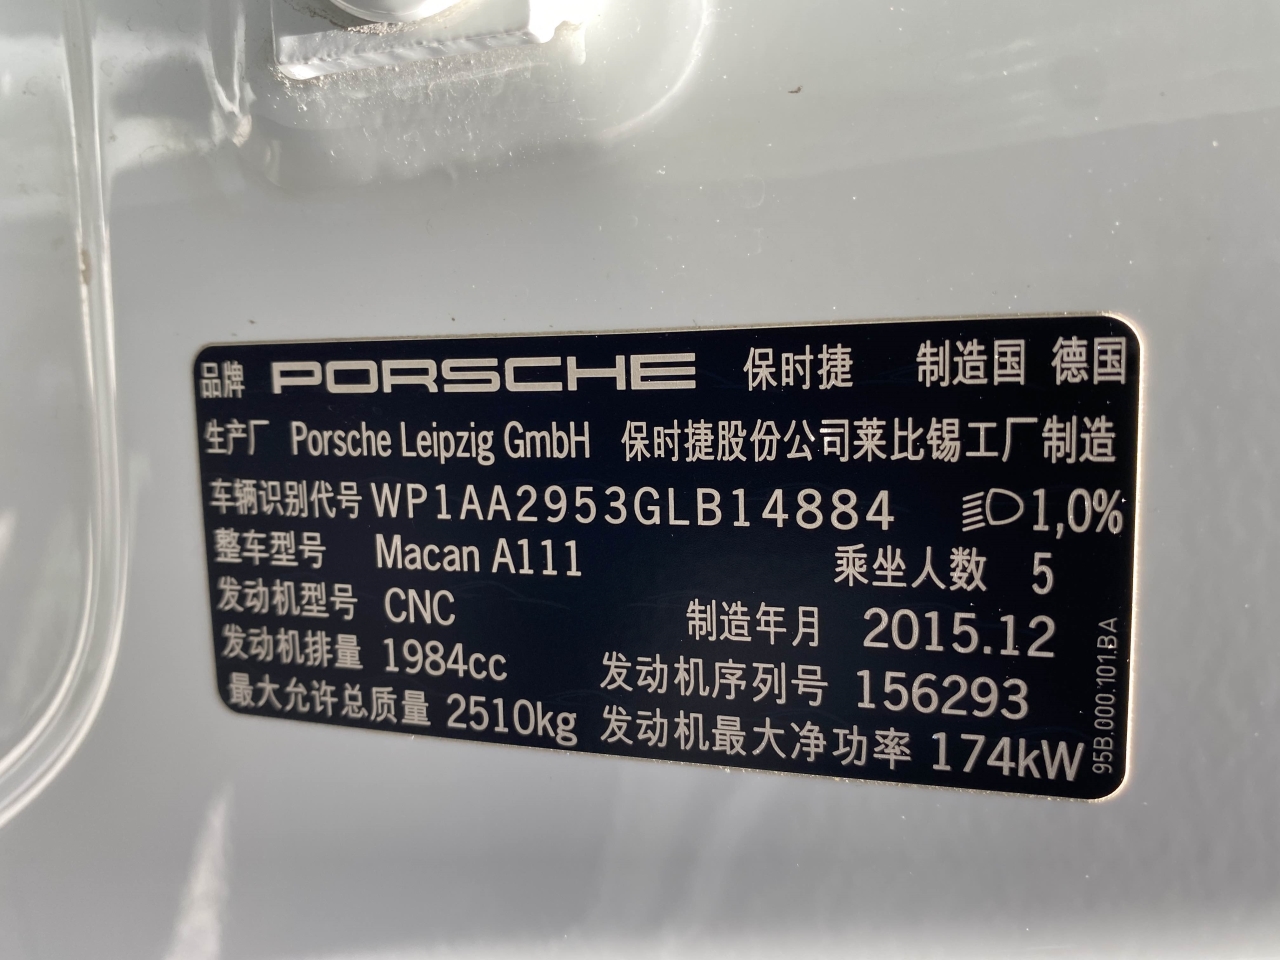 品牌 PORSCHE 保时捷 制造国 德国
生产厂 Porsche Leipzig GmbH 保时捷股份公司莱比锡工厂制造
车辆识别代号 WP1AA2953GLB14884 1,0%
整车型号 Macan A111 乘坐人数 5
发动机型号 CNC 制造年月 2015.12
发动机排量 1984cc 发动机序列号 156293
最大允许总质量 2510kg 发动机最大净功率 174kW
95B.000.101.BA